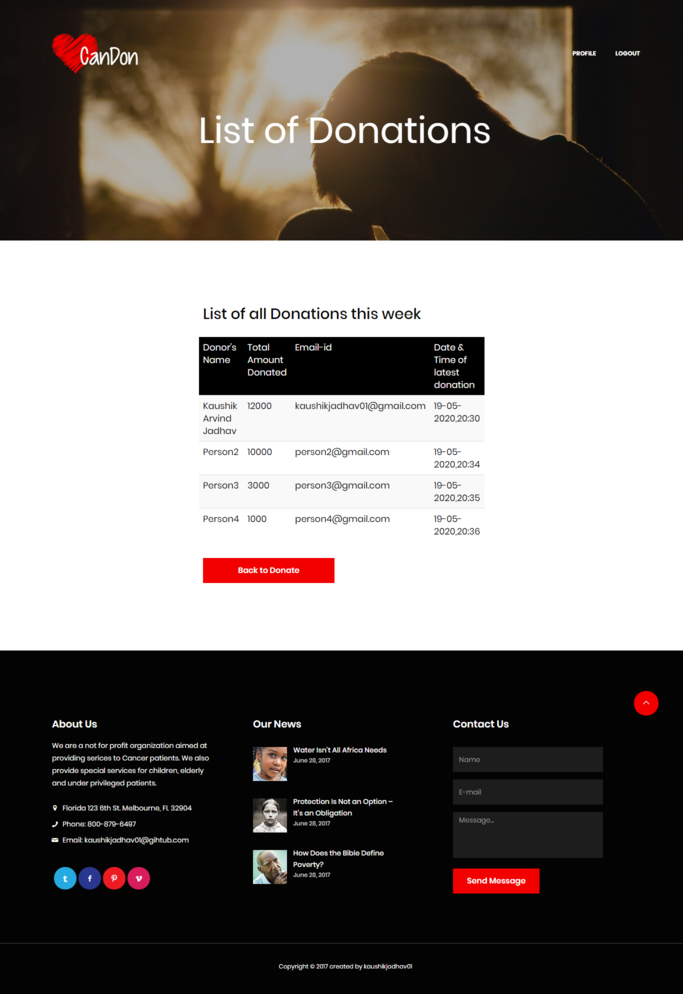 CanDon
PROFILE
LOGOUT
List of Donations
List of all Donations this week
Donor's Name	Total Amount Donated	Email-id	Date & Time of latest donation
Kaushik Arvind Jadhav	12000	kaushikjadhav01@gmail.com	19-05-2020,20:30
Person2	10000	person2@gmail.com	19-05-2020,20:34
Person3	3000	person3@gmail.com	19-05-2020,20:35
Person4	1000	person4@gmail.com	19-05-2020,20:36
Back to Donate
About Us
We are a not for profit organization aimed at
providing serices to Cancer patients. We also
provide special services for children, elderly
and under privileged patients.
Florida 123 6th St. Melbourne, FL 32904
Phone: 800-879-6497
Email: kaushikjadhav01@gihtub.com
Our News
Water Isn't All Africa Needs
June 28, 2017
Protection Is Not an Option –
It's an Obligation
June 28, 2017
How Does the Bible Define
Poverty?
June 28, 2017
Contact Us
Name
E-mail
Message...
Send Message
Copyright © 2017 created by kaushikjadhav01